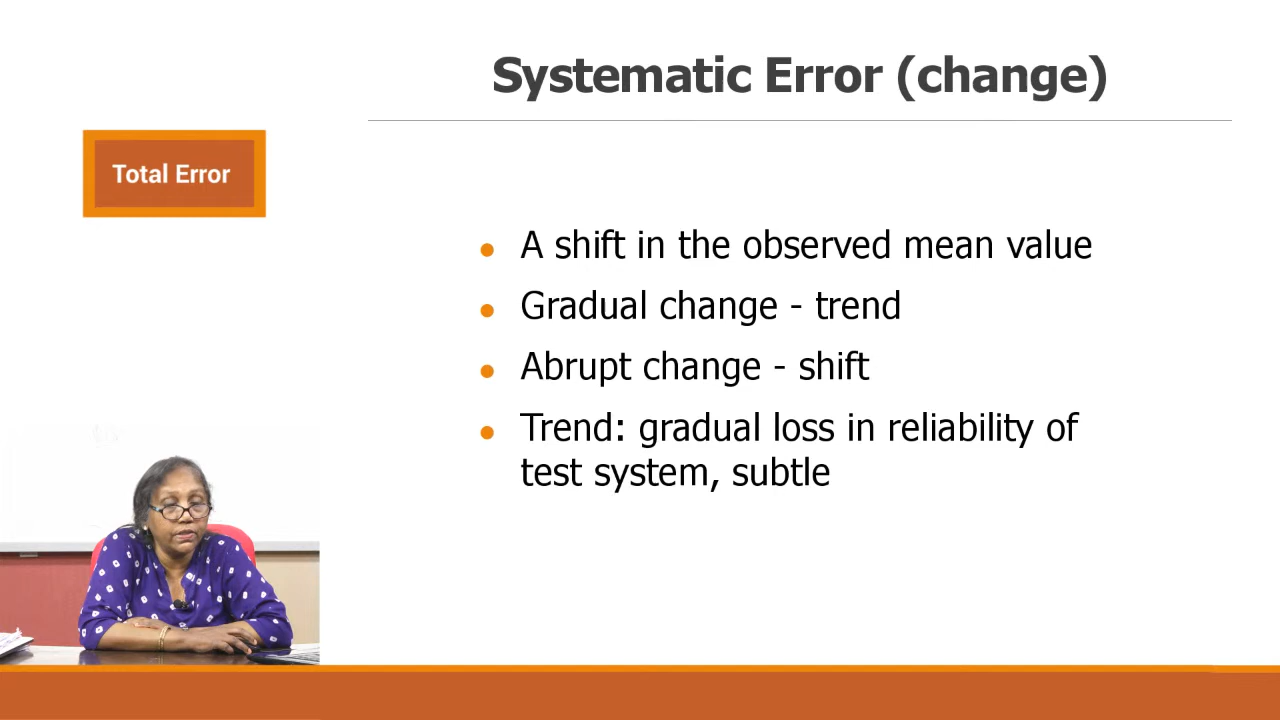 Systematic Error (change)
Total Error
• A shift in the observed mean value
• Gradual change - trend
• Abrupt change - shift
• Trend: gradual loss in reliability of
test system, subtle